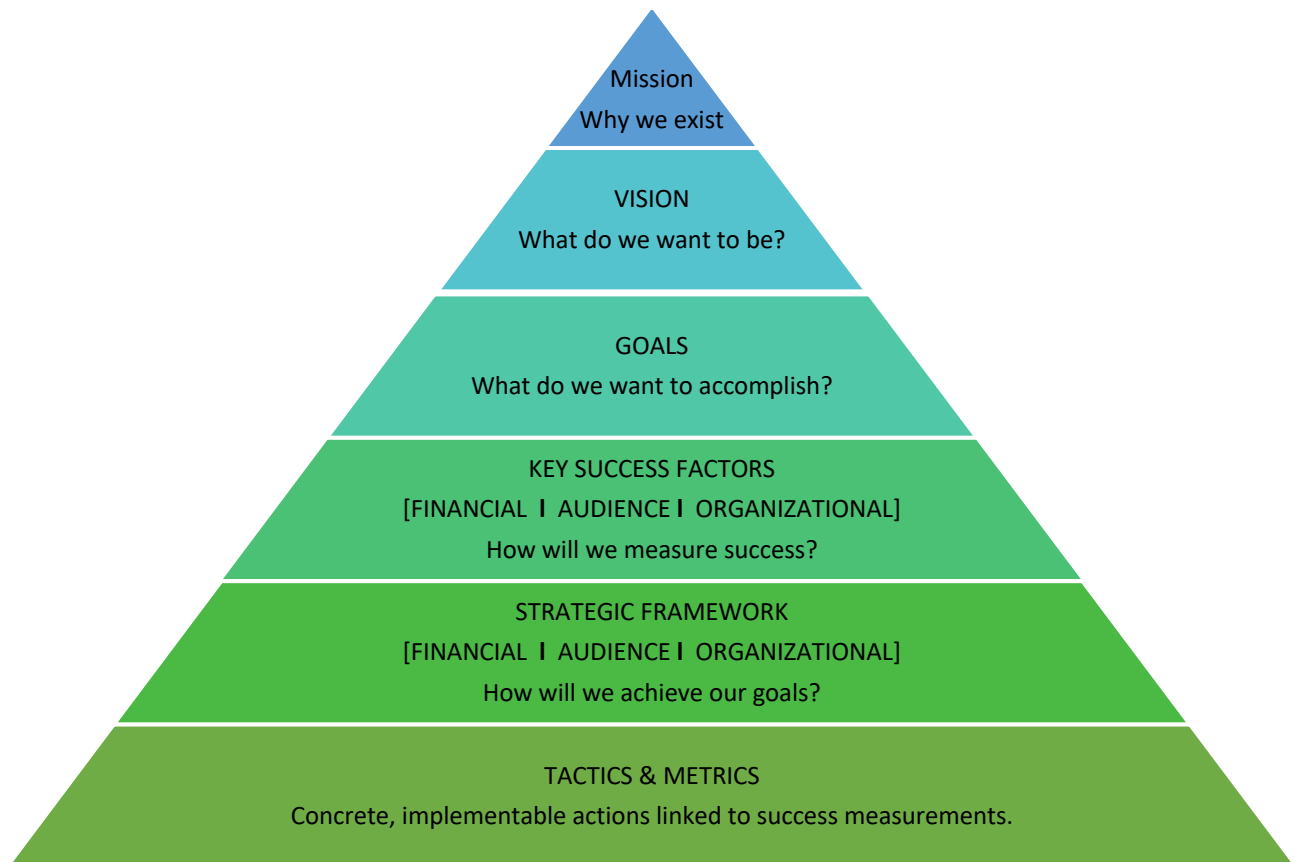 Mission
Why we exist
VISION
What do we want to be?
GOALS
What do we want to accomplish?
KEY SUCCESS FACTORS
[FINANCIAL I AUDIENCE I ORGANIZATIONAL]
How will we measure success?
STRATEGIC FRAMEWORK
[FINANCIAL I AUDIENCE I ORGANIZATIONAL]
How will we achieve our goals?
TACTICS & METRICS
Concrete, implementable actions linked to success measurements.